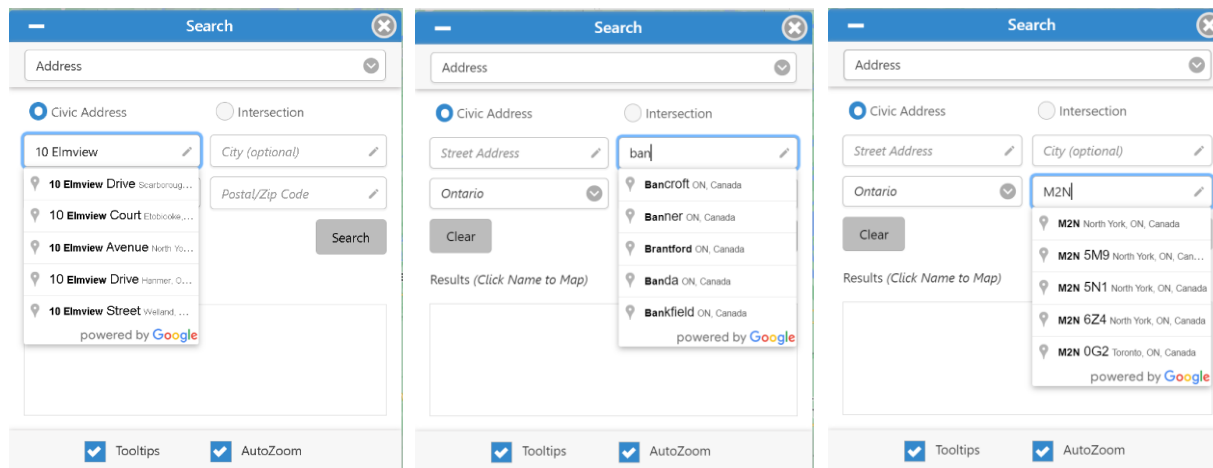 Search
Address
Civic Address Intersection
10 Elmview City (optional)
Postal/Zip Code
10 Elmview Drive Scarboroug...
10 Elmview Court Etobicoke,...
10 Elmview Avenue North Yo...
10 Elmview Drive Hanmer, O...
10 Elmview Street Welland, ...
powered by Google
Search
Tooltips AutoZoom
Search
Address
Civic Address Intersection
Street Address ban
Ontario
Clear
Bancroft ON, Canada
Banner ON, Canada
Brantford ON, Canada
Banda ON, Canada
Bankfield ON, Canada
powered by Google
Results (Click Name to Map)
Tooltips AutoZoom
Search
Address
Civic Address Intersection
Street Address City (optional)
Ontario M2N
Clear
M2N North York, ON, Canada
M2N 5M9 North York, ON, Can...
M2N 5N1 North York, ON, Canada
M2N 6Z4 North York, ON, Canada
M2N 0G2 Toronto, ON, Canada
powered by Google
Results (Click Name to Map)
Tooltips AutoZoom